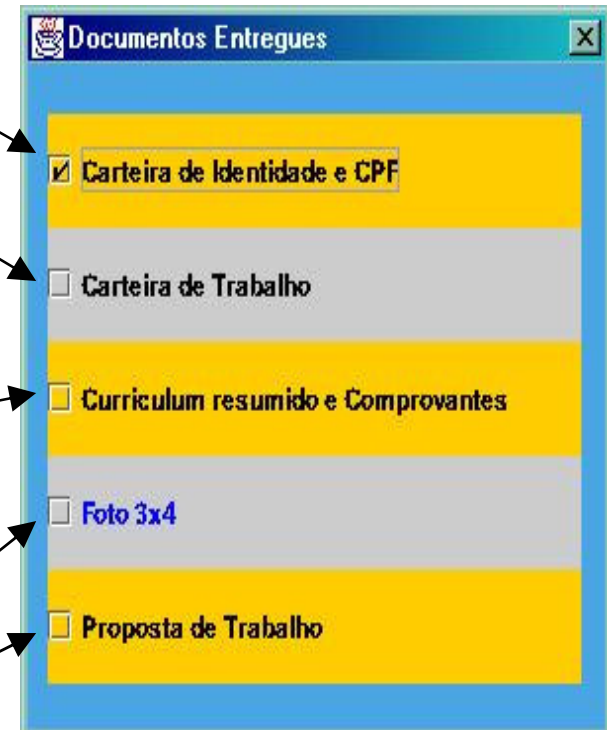 Documentos Entregues
Carteira de Identidade e CPF
Carteira de Trabalho
Curriculum resumido e Comprovantes
Foto 3x4
Proposta de Trabalho